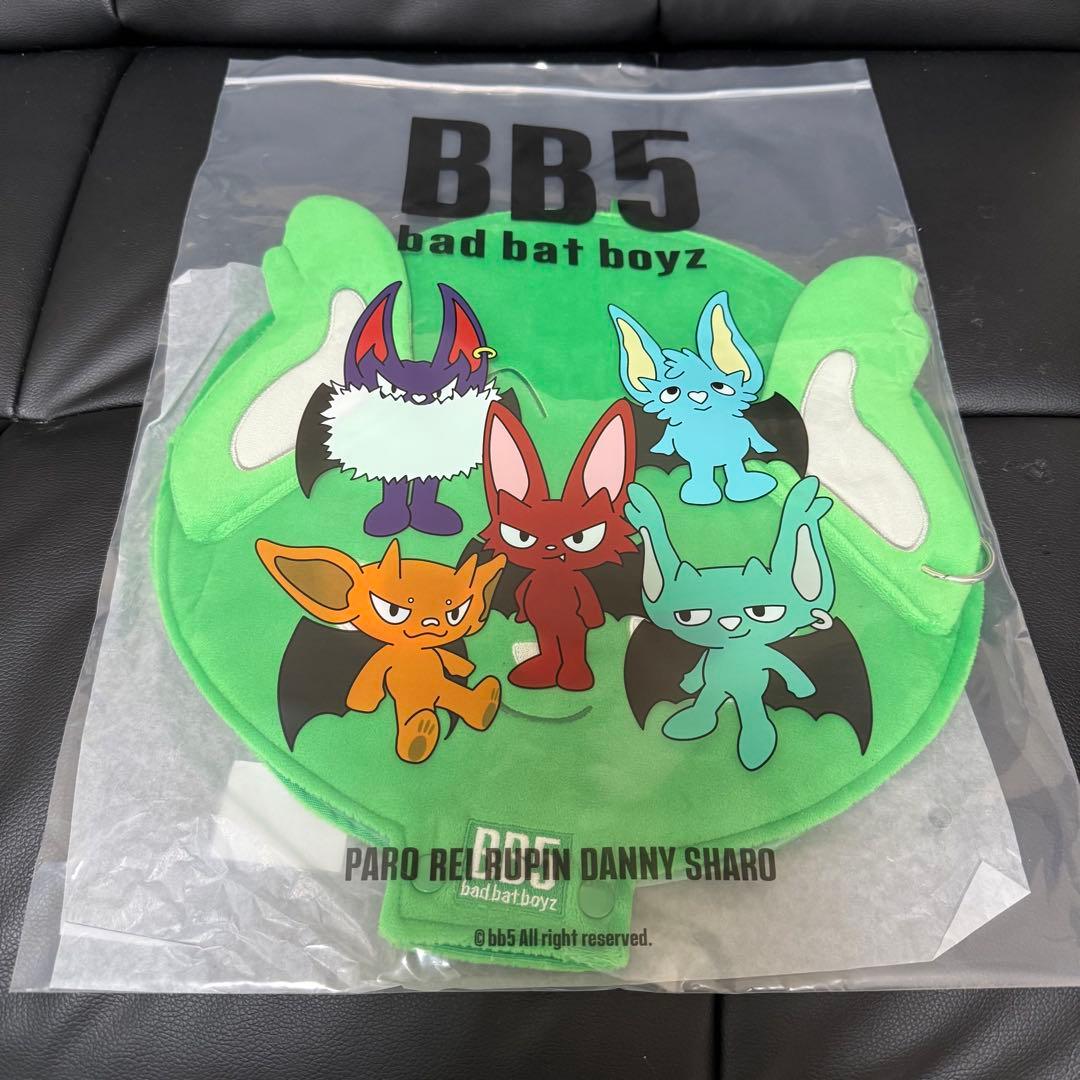 BB5
bad bat boyz
BB5
bad bat boyz
PARO REI RUPIN DANNY SHARO
© bb5 All right reserved.